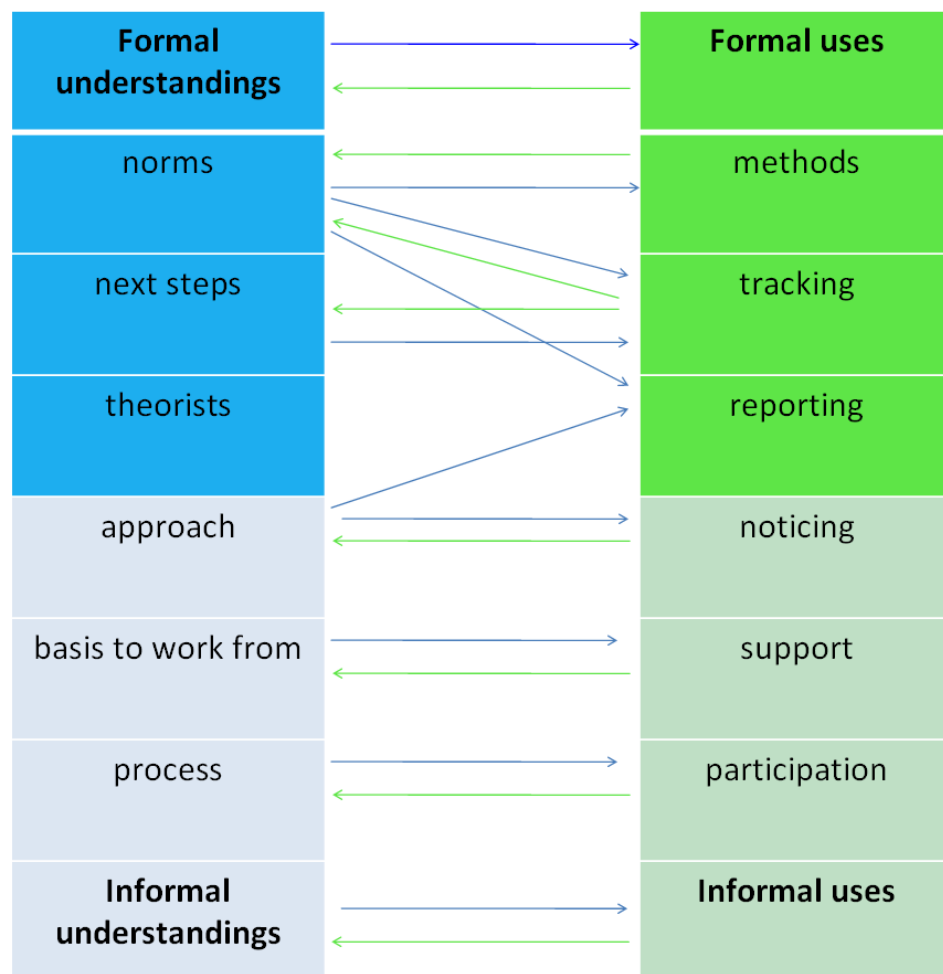 Formal
understandings
Formal uses
norms
methods
next steps
tracking
theorists
reporting
approach
noticing
basis to work from
support
process
participation
Informal
understandings
Informal uses